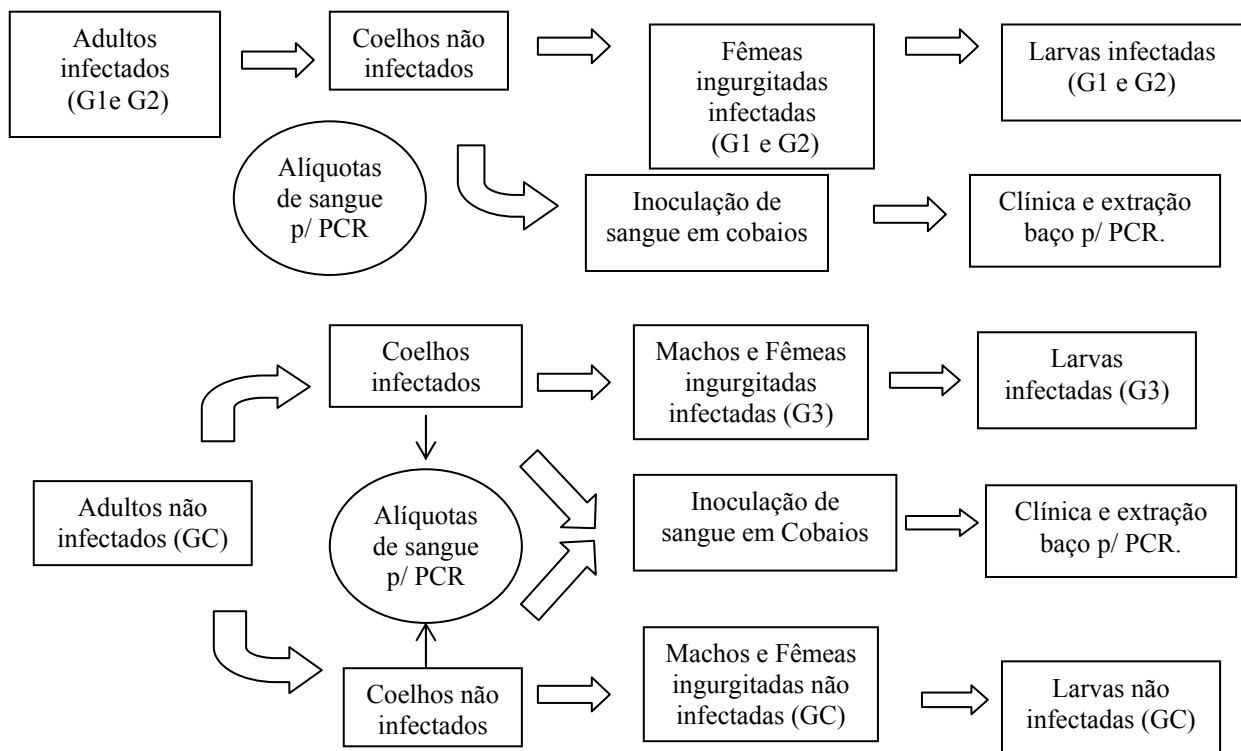 Adultos
infectados
(G1e G2)
Coelhos não
infectados
Fêmeas
ingurgitadas
infectadas
(G1 e G2)
Larvas infectadas
(G1 e G2)
Alíquotas
de sangue
p/ PCR
Inoculação de
sangue em cobaios
Clínica e extração
baço p/ PCR.
Coelhos
infectados
Machos e Fêmeas
ingurgitadas
infectadas (G3)
Larvas
infectadas (G3)
Adultos não
infectados (GC)
Alíquotas
de sangue
p/ PCR
Inoculação de
sangue em Cobaios
Clínica e extração
baço p/ PCR.
Coelhos não
infectados
Machos e Fêmeas
ingurgitadas não
infectadas (GC)
Larvas não
infectadas (GC)